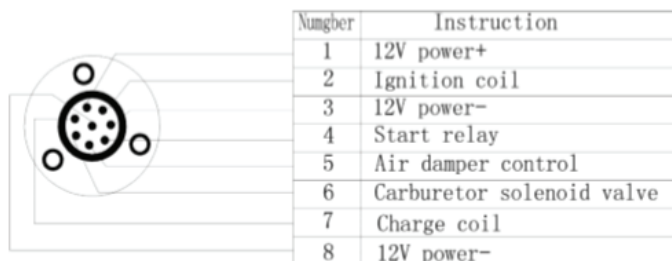 Numgber Instruction
1 12V power+
2 Ignition coil
3 12V power-
4 Start relay
5 Air damper control
6 Carburetor solenoid valve
7 Charge coil
8 12V power-